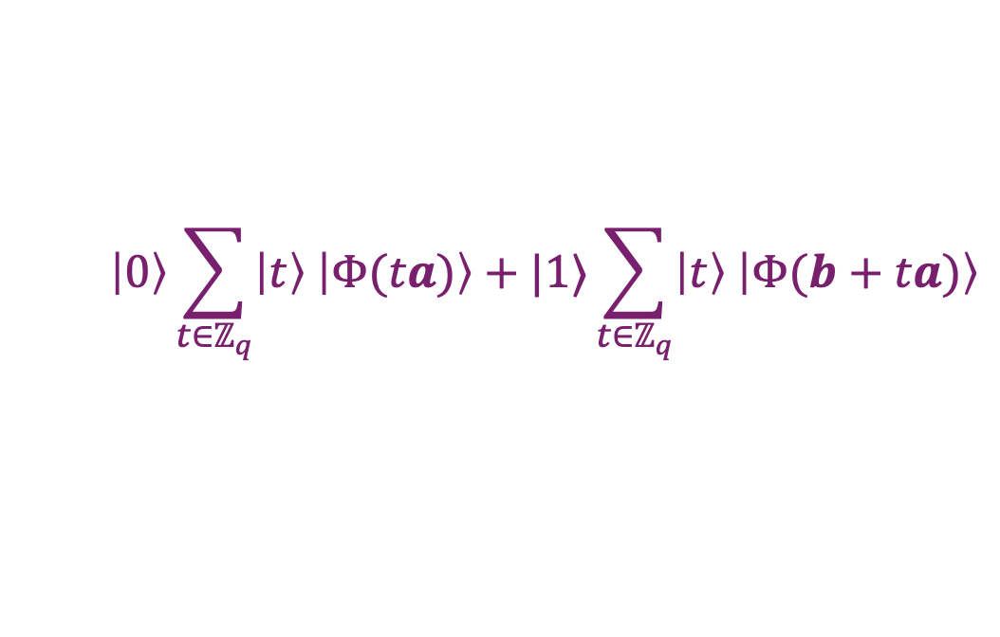 |0⟩ ∑ |t⟩ |Φ(t𝒂)⟩ + |1⟩ ∑ |t⟩ |Φ(𝒃 + t𝒂)⟩
t∈ℤ_q t∈ℤ_q